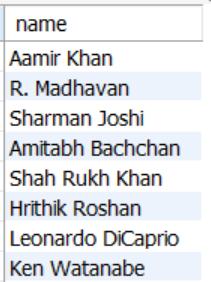 name
Aamir Khan
R. Madhavan
Sharman Joshi
Amitabh Bachchan
Shah Rukh Khan
Hrithik Roshan
Leonardo DiCaprio
Ken Watanabe